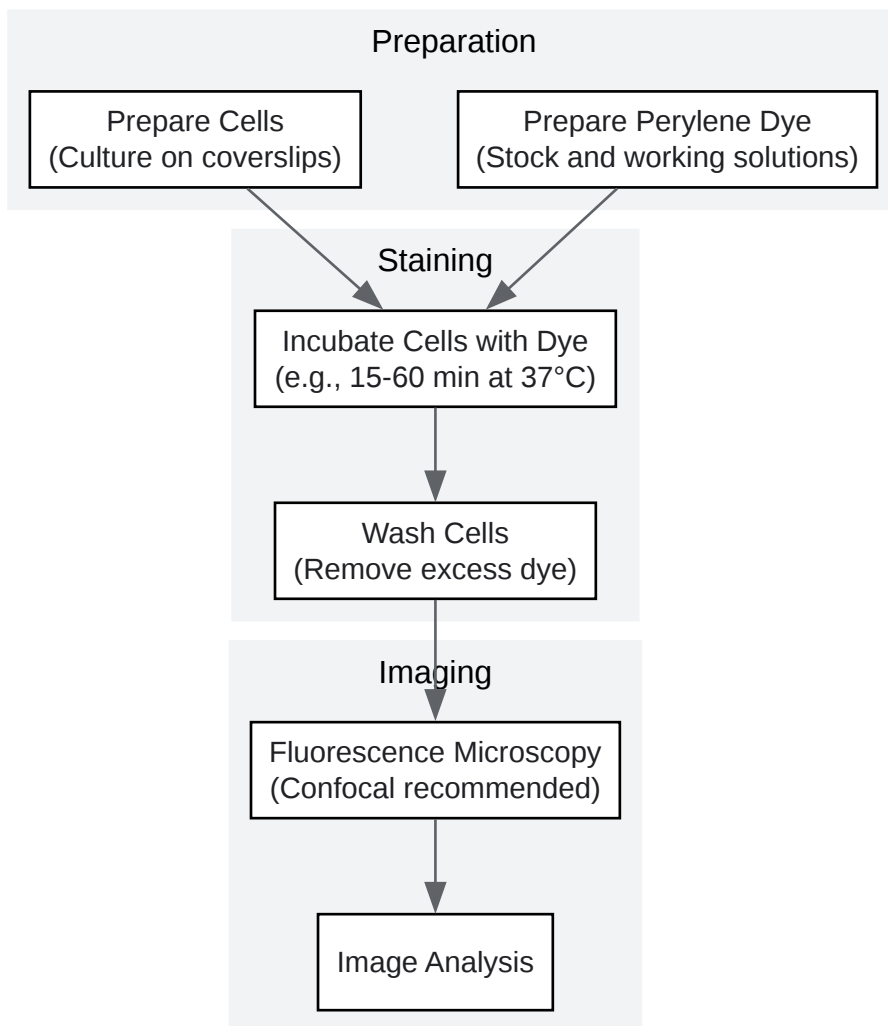 Preparation
Prepare Cells
(Culture on coverslips)
Prepare Perylene Dye
(Stock and working solutions)
Staining
Incubate Cells with Dye
(e.g., 15-60 min at 37°C)
Wash Cells
(Remove excess dye)
Imaging
Fluorescence Microscopy
(Confocal recommended)
Image Analysis